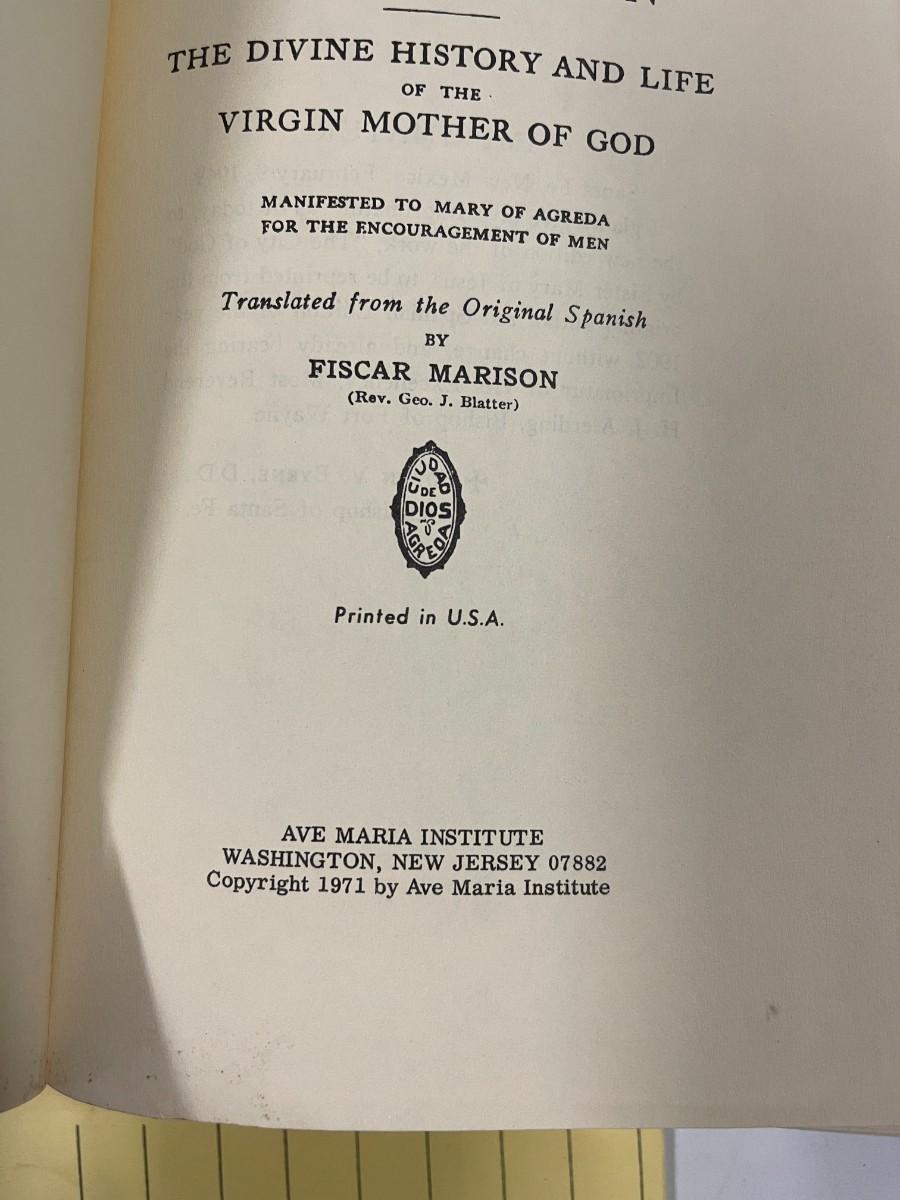 THE DIVINE HISTORY AND LIFE
OF THE
VIRGIN MOTHER OF GOD
MANIFESTED TO MARY OF AGREDA
FOR THE ENCOURAGEMENT OF MEN
Translated from the Original Spanish
BY
FISCAR MARISON
(Rev. Geo. J. Blatter)
CIUDAD
DE
DIOS
AGREDA
Printed in U.S.A.
AVE MARIA INSTITUTE
WASHINGTON, NEW JERSEY 07882
Copyright 1971 by Ave Maria Institute